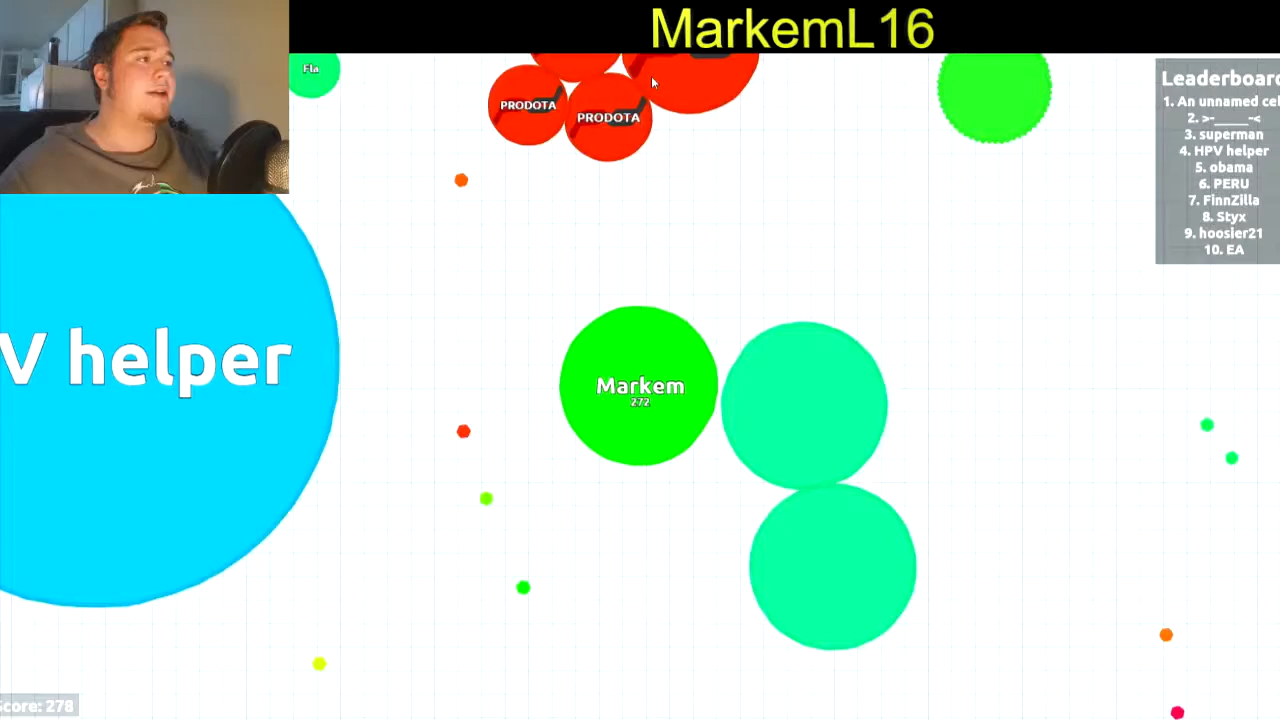 MarkemL16
Fla
PRODOTA
PRODOTA
Leaderboard
1. An unnamed cel
2. >-_____-<
3. superman
4. HPV helper
5. obama
6. PERU
7. FinnZilla
8. Styx
9. hoosier21
10. EA
V helper
Markem
272
Score: 278